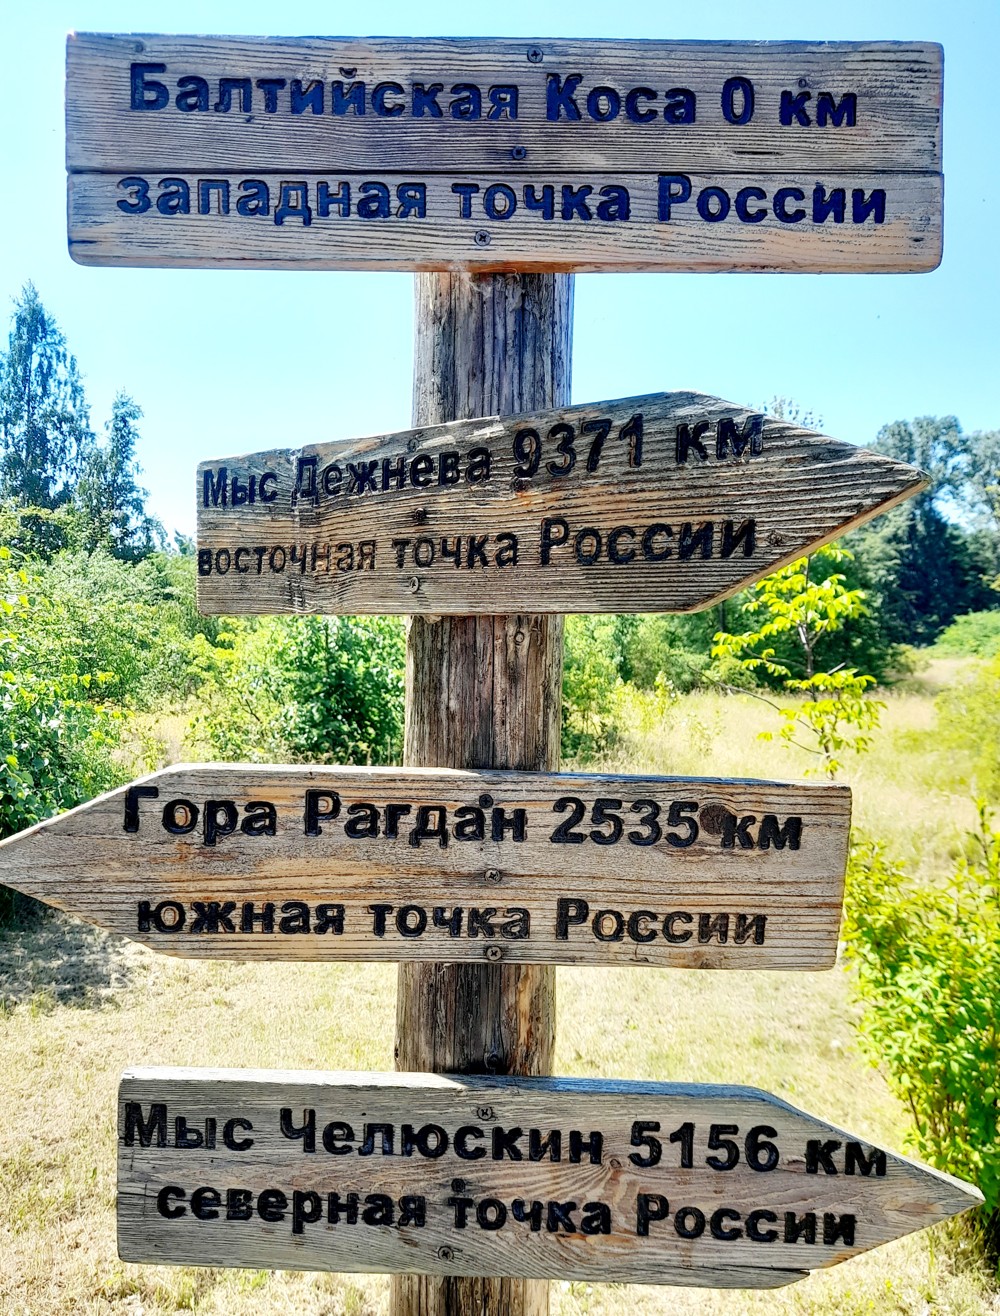 Балтийская Коса 0 км
западная точка России
Мыс Дежнева 9371 км
восточная точка России
Гора Рагдан 2535 км
южная точка России
Мыс Челюскин 5156 км
северная точка России